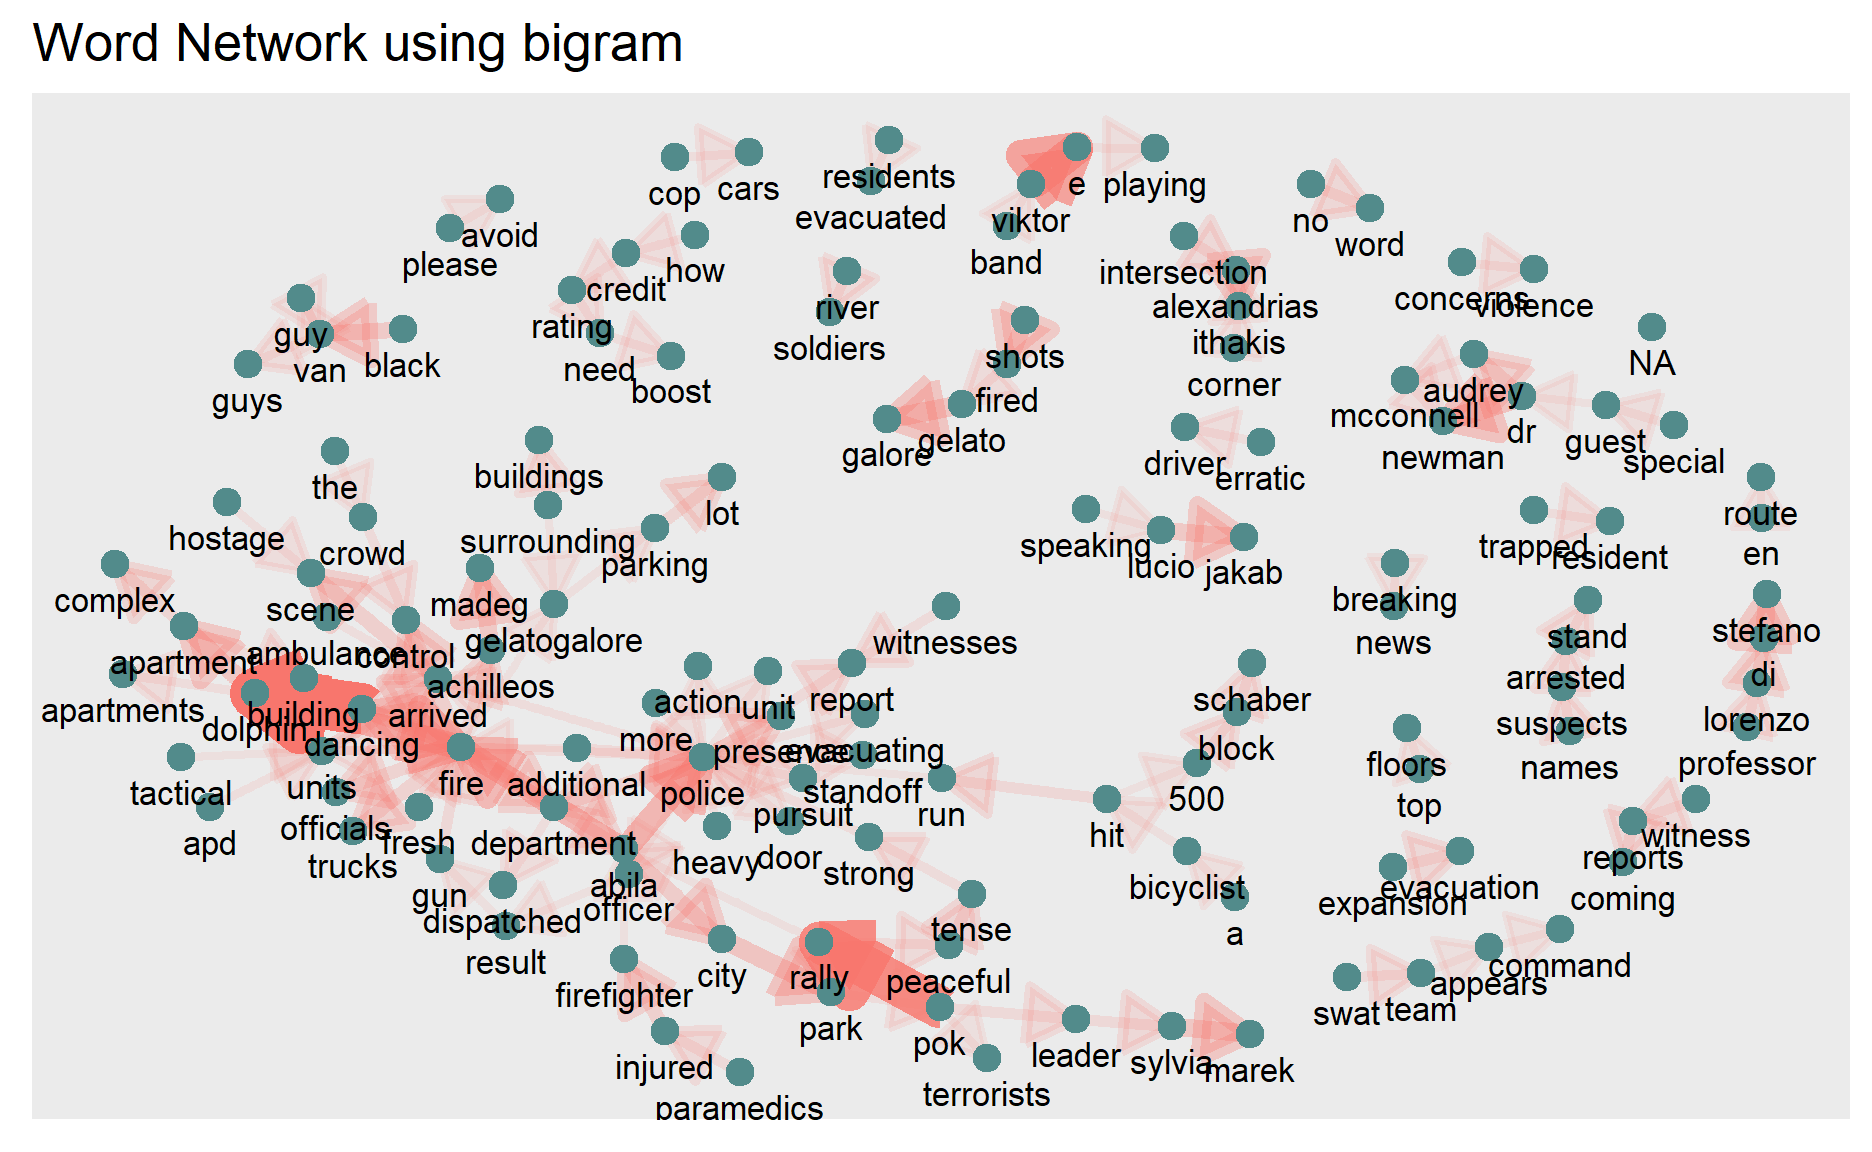 Word Network using bigram
cop
cars
residents
evacuated
e
playing
viktor
band
no
word
avoid
please
how
credit
rating
need
boost
river
soldiers
intersection
alexandrias
ithakis
corner
concerns
violence
NA
guy
van
black
guys
shots
fired
gelato
galore
audrey
mcconnell
dr
newman
guest
special
driver
erratic
the
crowd
hostage
buildings
surrounding
lot
parking
speaking
lucio
jakab
trapped
resident
route
en
complex
scene
madeg
gelatogalore
witnesses
breaking
news
stand
arrested
suspects
names
stefano
di
lorenzo
professor
apartment
ambulance
control
achilleos
apartments
building
dolphin
arrived
dancing
action
unit
report
more
presence
evacuating
schaber
block
500
tactical
units
fire
additional
police
standoff
pursuit
run
hit
floors
top
apd
officials
trucks
fresh
department
heavy
door
strong
bicyclist
a
witness
reports
coming
gun
abila
officer
dispatched
result
expansion
evacuation
tense
peaceful
firefighter
city
rally
park
pok
command
appears
team
swat
injured
paramedics
leader
sylvia
marek
terrorists